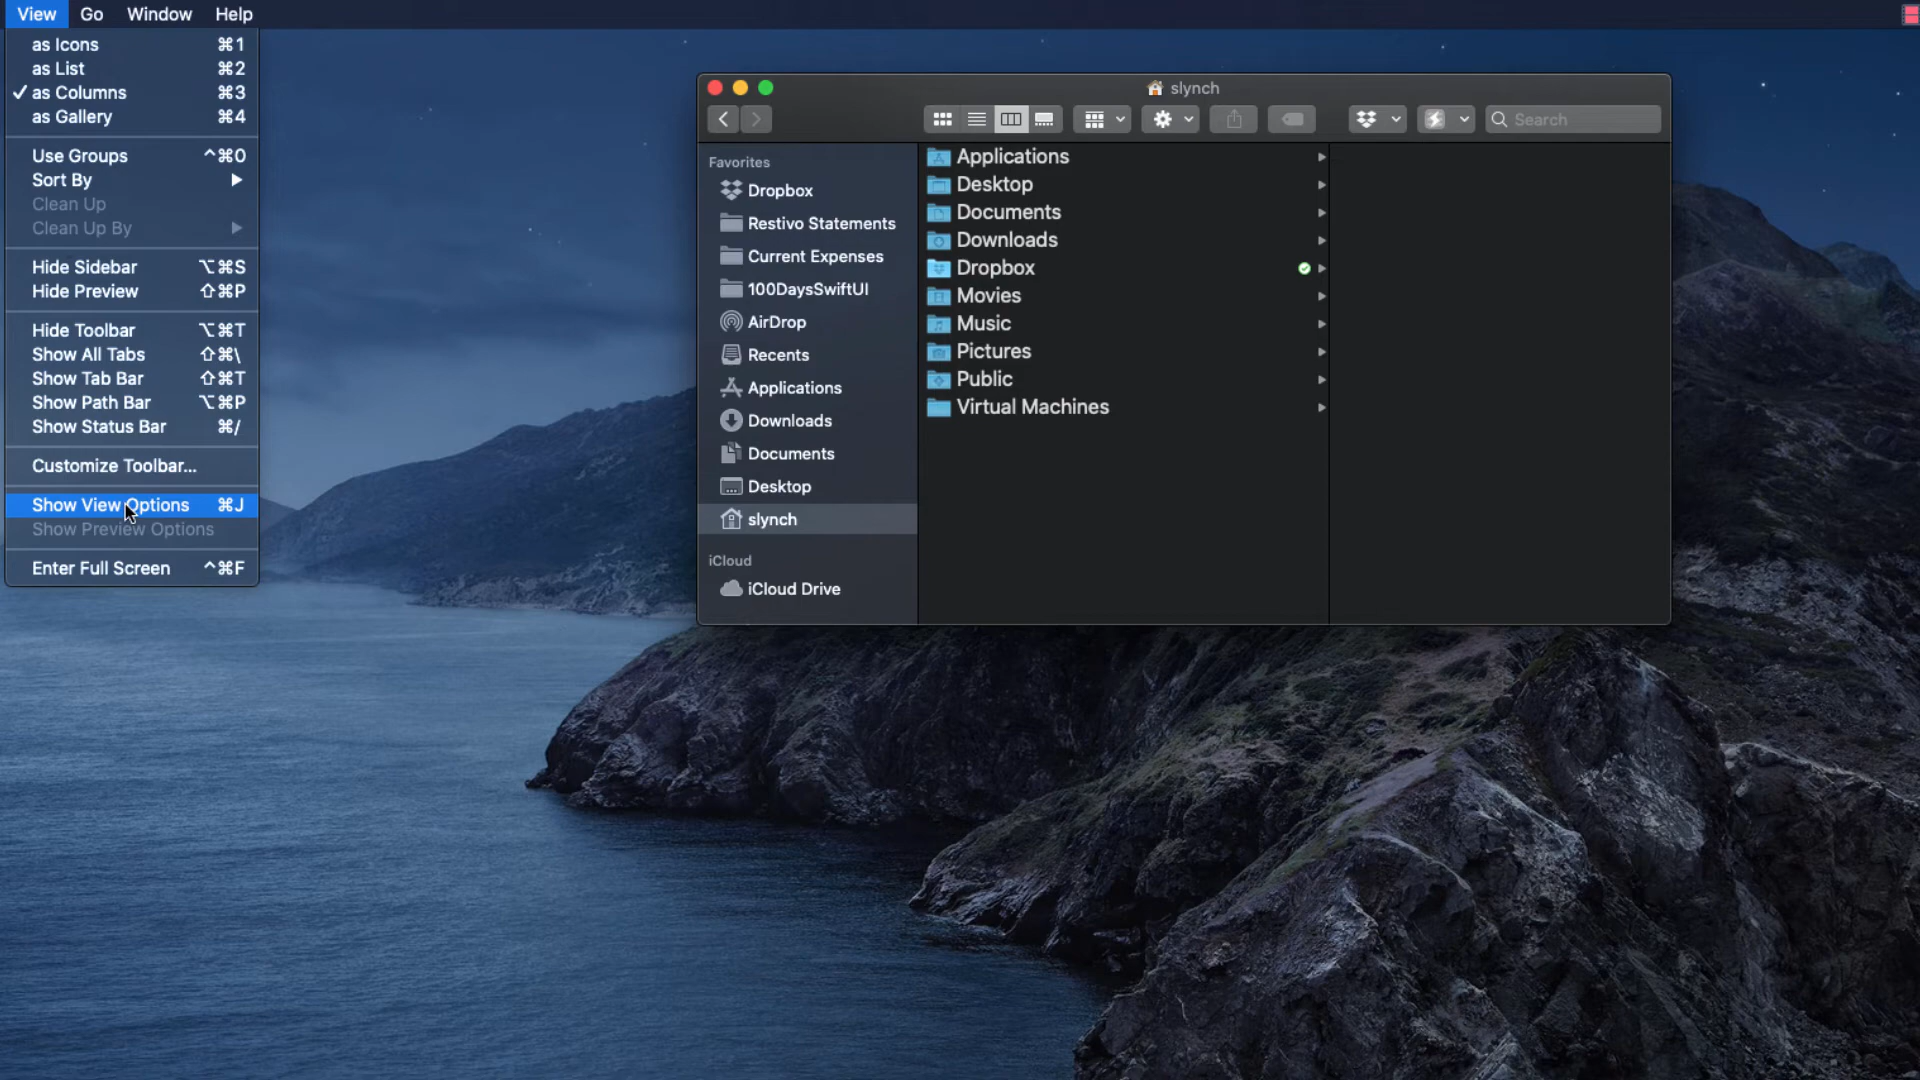 View Go Window Help
as Icons ⌘1
as List ⌘2
✓ as Columns ⌘3
as Gallery ⌘4
Use Groups ^⌘0
Sort By ▶
Clean Up
Clean Up By ▶
Hide Sidebar ⌥⌘S
Hide Preview ⇧⌘P
Hide Toolbar ⌥⌘T
Show All Tabs ⇧⌘\
Show Tab Bar ⇧⌘T
Show Path Bar ⌥⌘P
Show Status Bar ⌘/
Customize Toolbar...
Show View Options ⌘J
Show Preview Options
Enter Full Screen ^⌘F
slynch
Search
Favorites
Dropbox
Restivo Statements
Current Expenses
100DaysSwiftUI
AirDrop
Recents
Applications
Downloads
Documents
Desktop
slynch
iCloud
iCloud Drive
Applications
Desktop
Documents
Downloads
Dropbox
Movies
Music
Pictures
Public
Virtual Machines